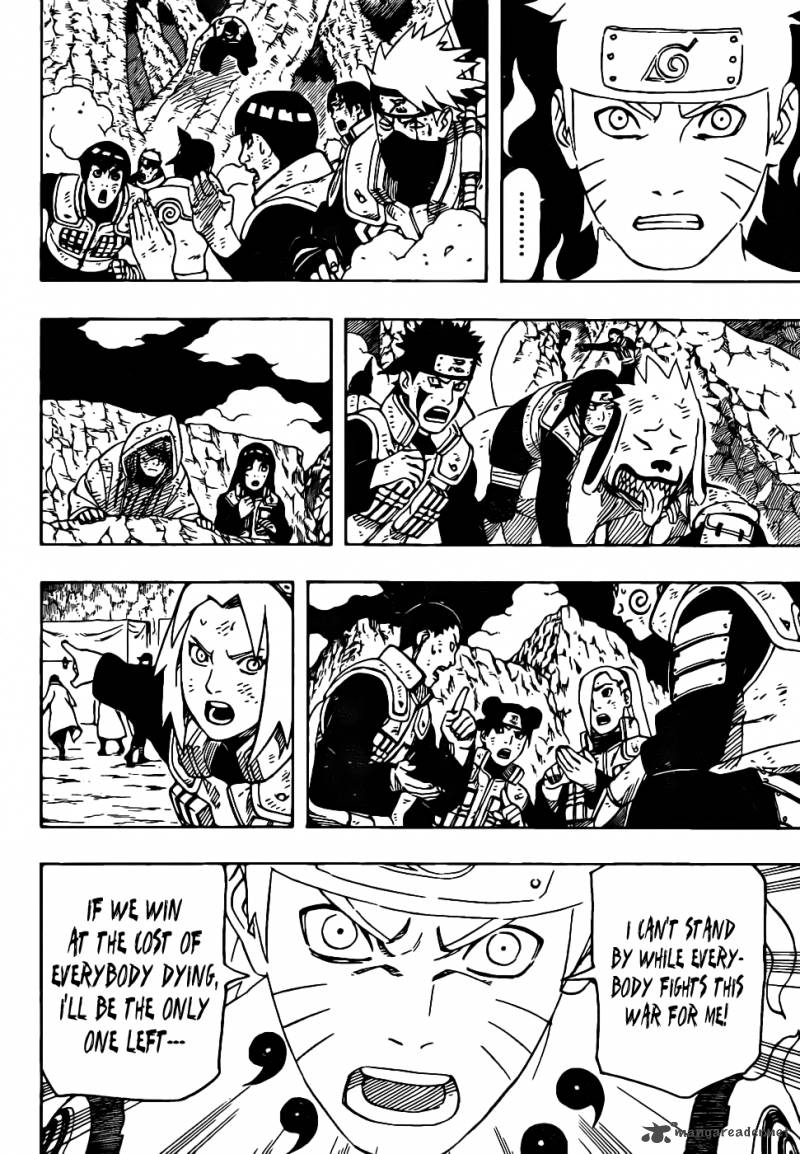 .........
I CAN'T STAND
BY WHILE EVERY-
BODY FIGHTS THIS
WAR FOR ME!
IF WE WIN
AT THE COST OF
EVERYBODY DYING,
I'LL BE THE ONLY
ONE LEFT---
mangareader.net